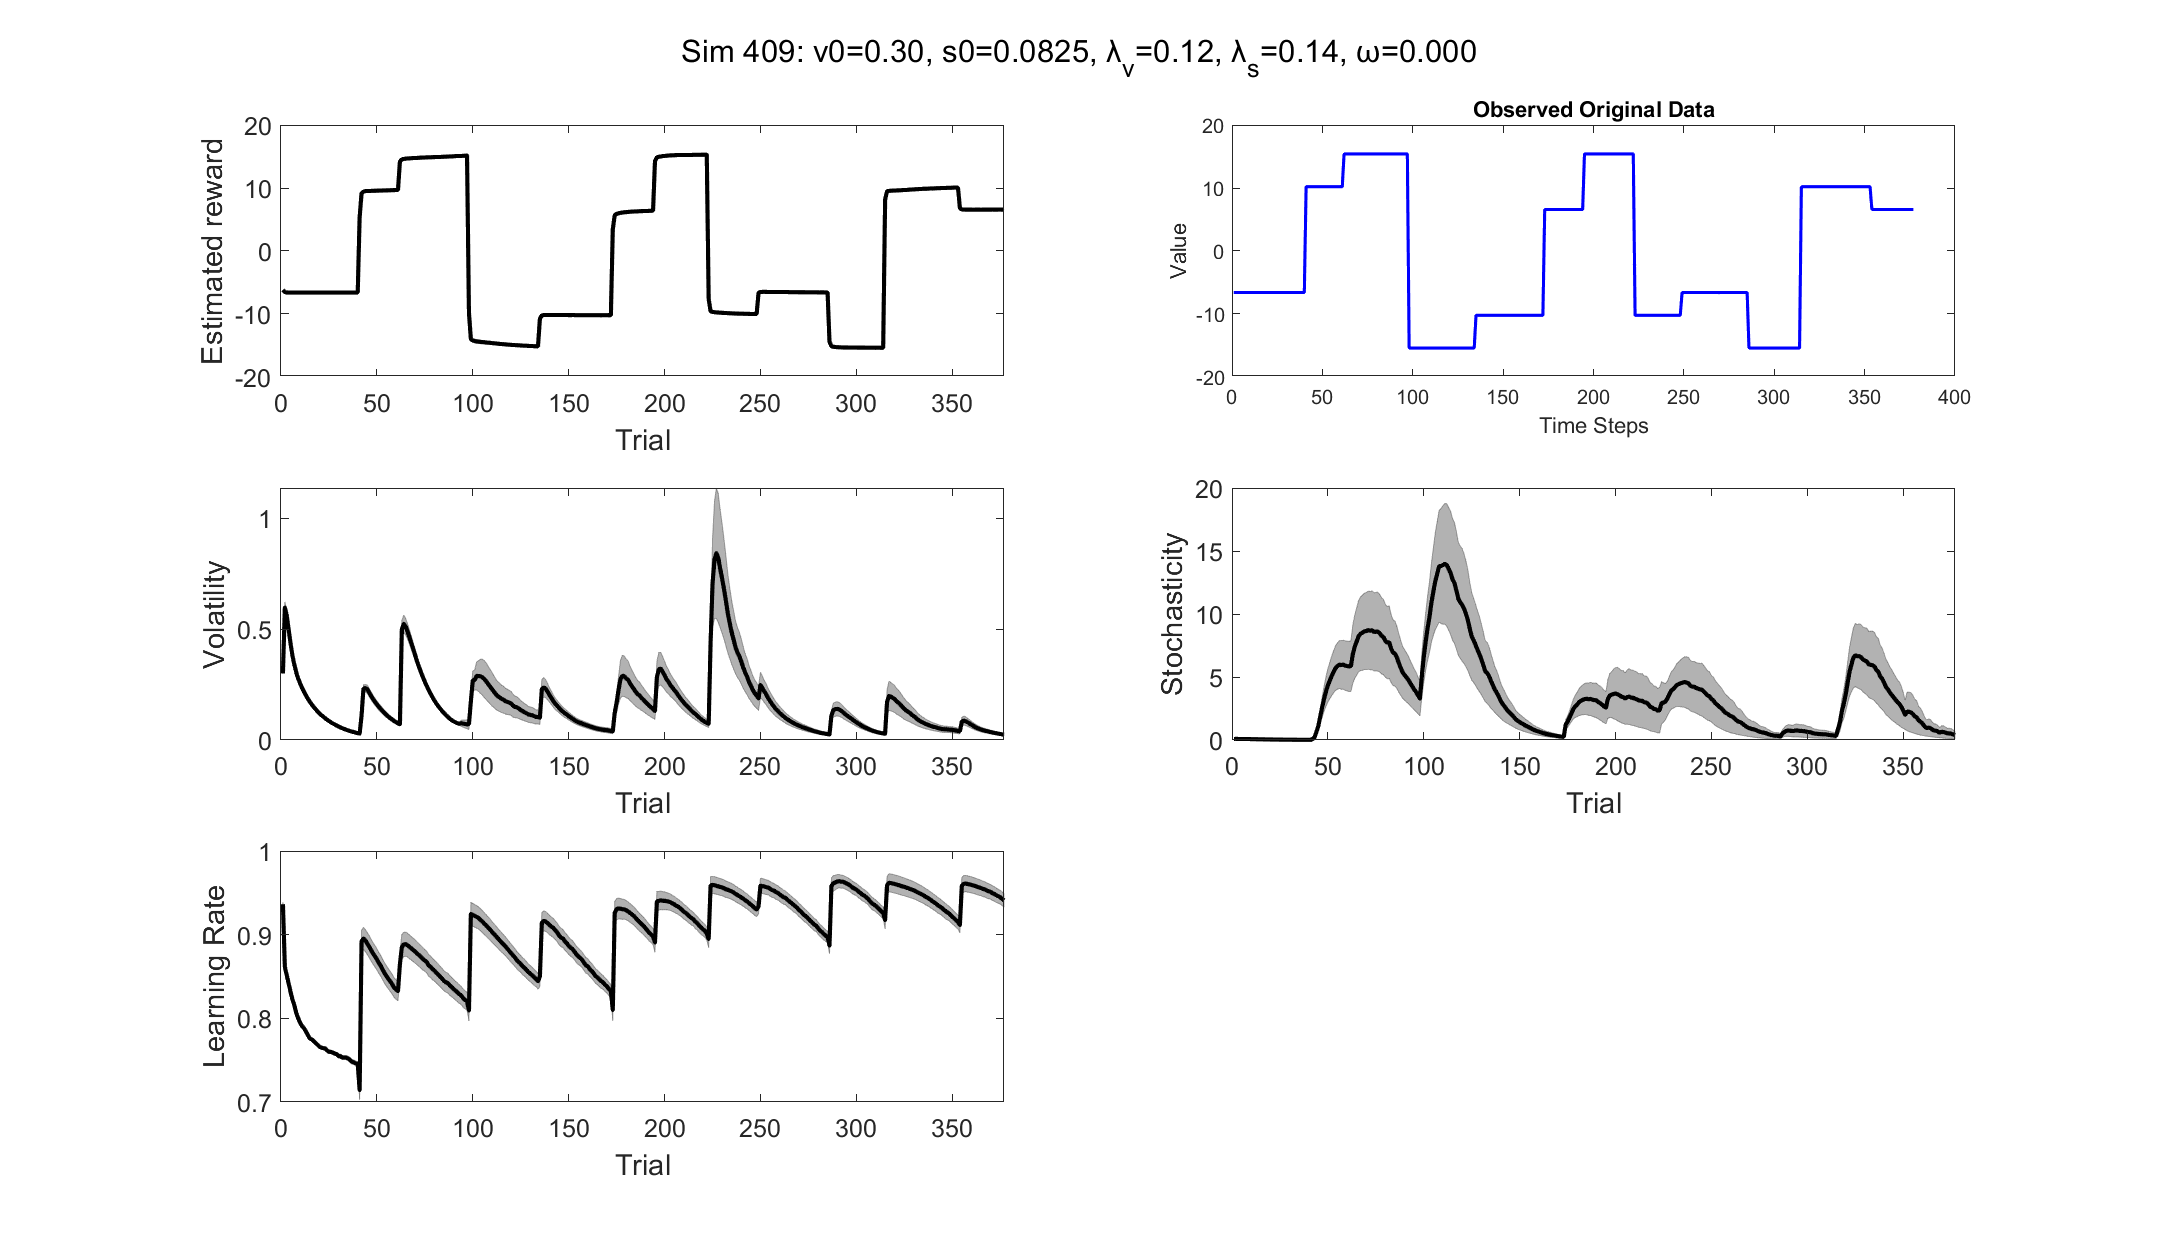 Sim 409: v0=0.30, s0=0.0825, λv=0.12, λs=0.14, ω=0.000
Estimated reward
20
10
0
-10
-20
0 50 100 150 200 250 300 350
Trial
Observed Original Data
Value
20
10
0
-10
-20
0 50 100 150 200 250 300 350 400
Time Steps
Volatility
1
0.5
0
0 50 100 150 200 250 300 350
Trial
Stochasticity
20
15
10
5
0
0 50 100 150 200 250 300 350
Trial
Learning Rate
1
0.9
0.8
0.7
0 50 100 150 200 250 300 350
Trial